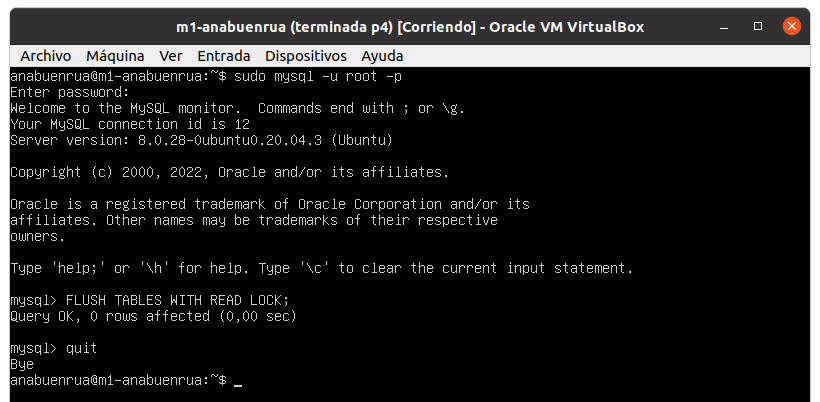 m1-anabuenrua (terminada p4) [Corriendo] - Oracle VM VirtualBox
Archivo Máquina Ver Entrada Dispositivos Ayuda
anabuenrua@m1-anabuenrua:~$ sudo mysql -u root -p
Enter password:
Welcome to the MySQL monitor.  Commands end with ; or \g.
Your MySQL connection id is 12
Server version: 8.0.28-0ubuntu0.20.04.3 (Ubuntu)
Copyright (c) 2000, 2022, Oracle and/or its affiliates.
Oracle is a registered trademark of Oracle Corporation and/or its
affiliates. Other names may be trademarks of their respective
owners.
Type 'help;' or '\h' for help. Type '\c' to clear the current input statement.
mysql> FLUSH TABLES WITH READ LOCK;
Query OK, 0 rows affected (0,00 sec)
mysql> quit
Bye
anabuenrua@m1-anabuenrua:~$ _